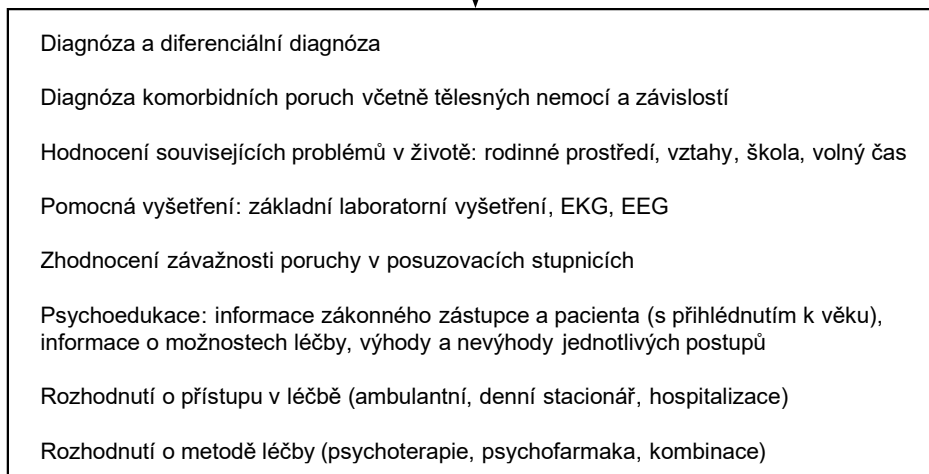 Diagnóza a diferenciální diagnóza
Diagnóza komorbidních poruch včetně tělesných nemocí a závislostí
Hodnocení souvisejících problémů v životě: rodinné prostředí, vztahy, škola, volný čas
Pomocná vyšetření: základní laboratorní vyšetření, EKG, EEG
Zhodnocení závažnosti poruchy v posuzovacích stupnicích
Psychoedukace: informace zákonného zástupce a pacienta (s přihlédnutím k věku),
informace o možnostech léčby, výhody a nevýhody jednotlivých postupů
Rozhodnutí o přístupu v léčbě (ambulantní, denní stacionář, hospitalizace)
Rozhodnutí o metodě léčby (psychoterapie, psychofarmaka, kombinace)